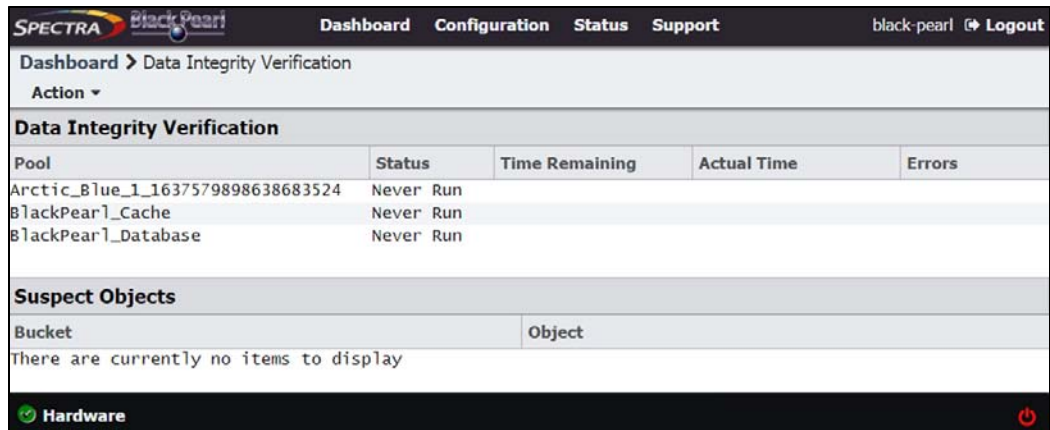 SPECTRA BlackPearl Dashboard Configuration Status Support black-pearl Logout
Dashboard > Data Integrity Verification
Action
Data Integrity Verification
Pool Status Time Remaining Actual Time Errors
Arctic_Blue_1_1637579898638683524 Never Run
BlackPearl_Cache Never Run
BlackPearl_Database Never Run
Suspect Objects
Bucket Object
There are currently no items to display
Hardware